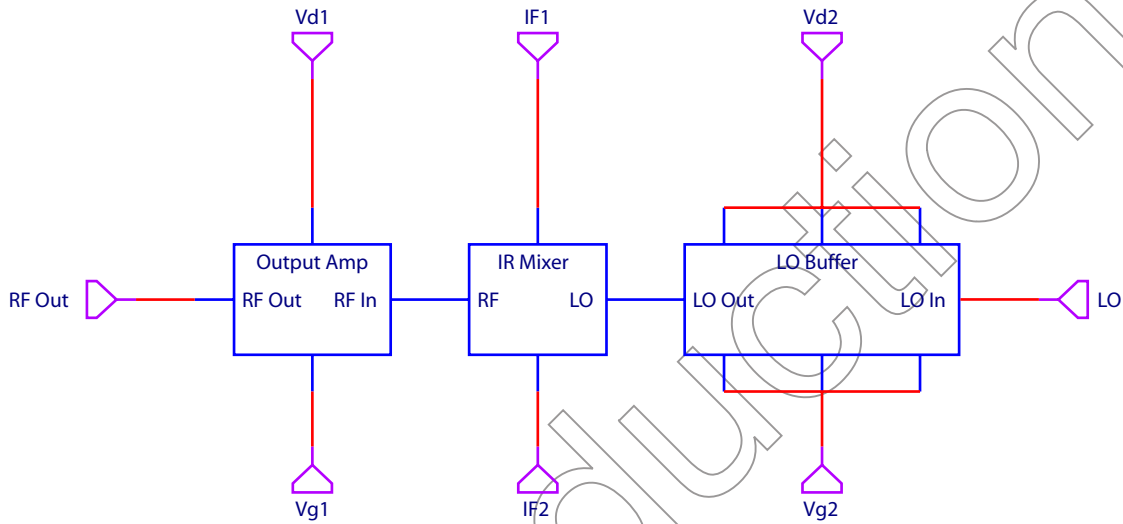 Vd1
IF1
Vd2
Output Amp
IR Mixer
LO Buffer
RF Out
RF Out
RF In
RF
LO
LO Out
LO In
LO
Vg1
IF2
Vg2
duction